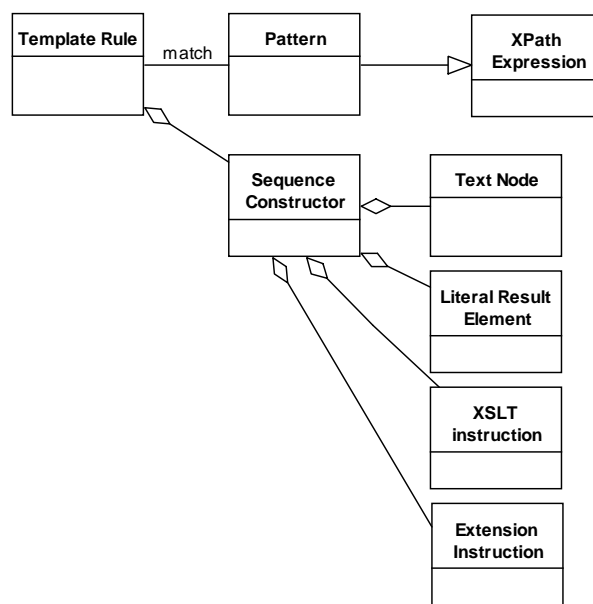 Template Rule
match
Pattern
XPath
Expression
Sequence
Constructor
Text Node
Literal Result
Element
XSLT
instruction
Extension
Instruction